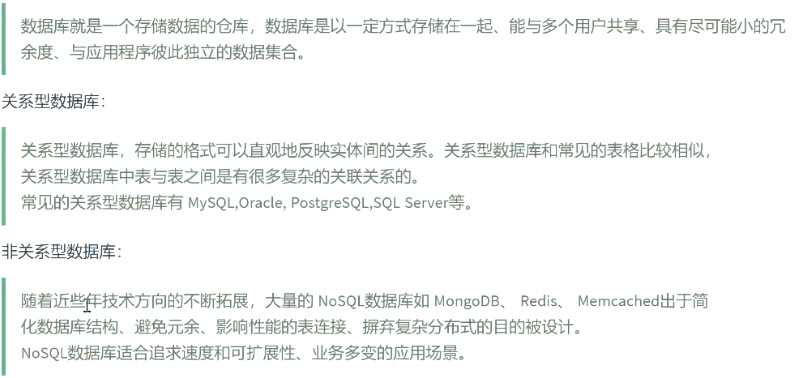 数据库就是一个存储数据的仓库，数据库是以一定方式存储在一起、能与多个用户共享、具有尽可能小的冗
余度、与应用程序彼此独立的数据集合。
关系型数据库：
关系型数据库，存储的格式可以直观地反映实体间的关系。关系型数据库和常见的表格比较相似，
关系型数据库中表与表之间是有很多复杂的关联关系的。
常见的关系型数据库有 MySQL,Oracle, PostgreSQL,SQL Server等。
非关系型数据库：
随着近些年技术方向的不断拓展，大量的 NoSQL数据库如 MongoDB、 Redis、 Memcached出于简
化数据库结构、避免冗余、影响性能的表连接、摒弃复杂分布式的目的被设计。
NoSQL数据库适合追求速度和可扩展性、业务多变的应用场景。